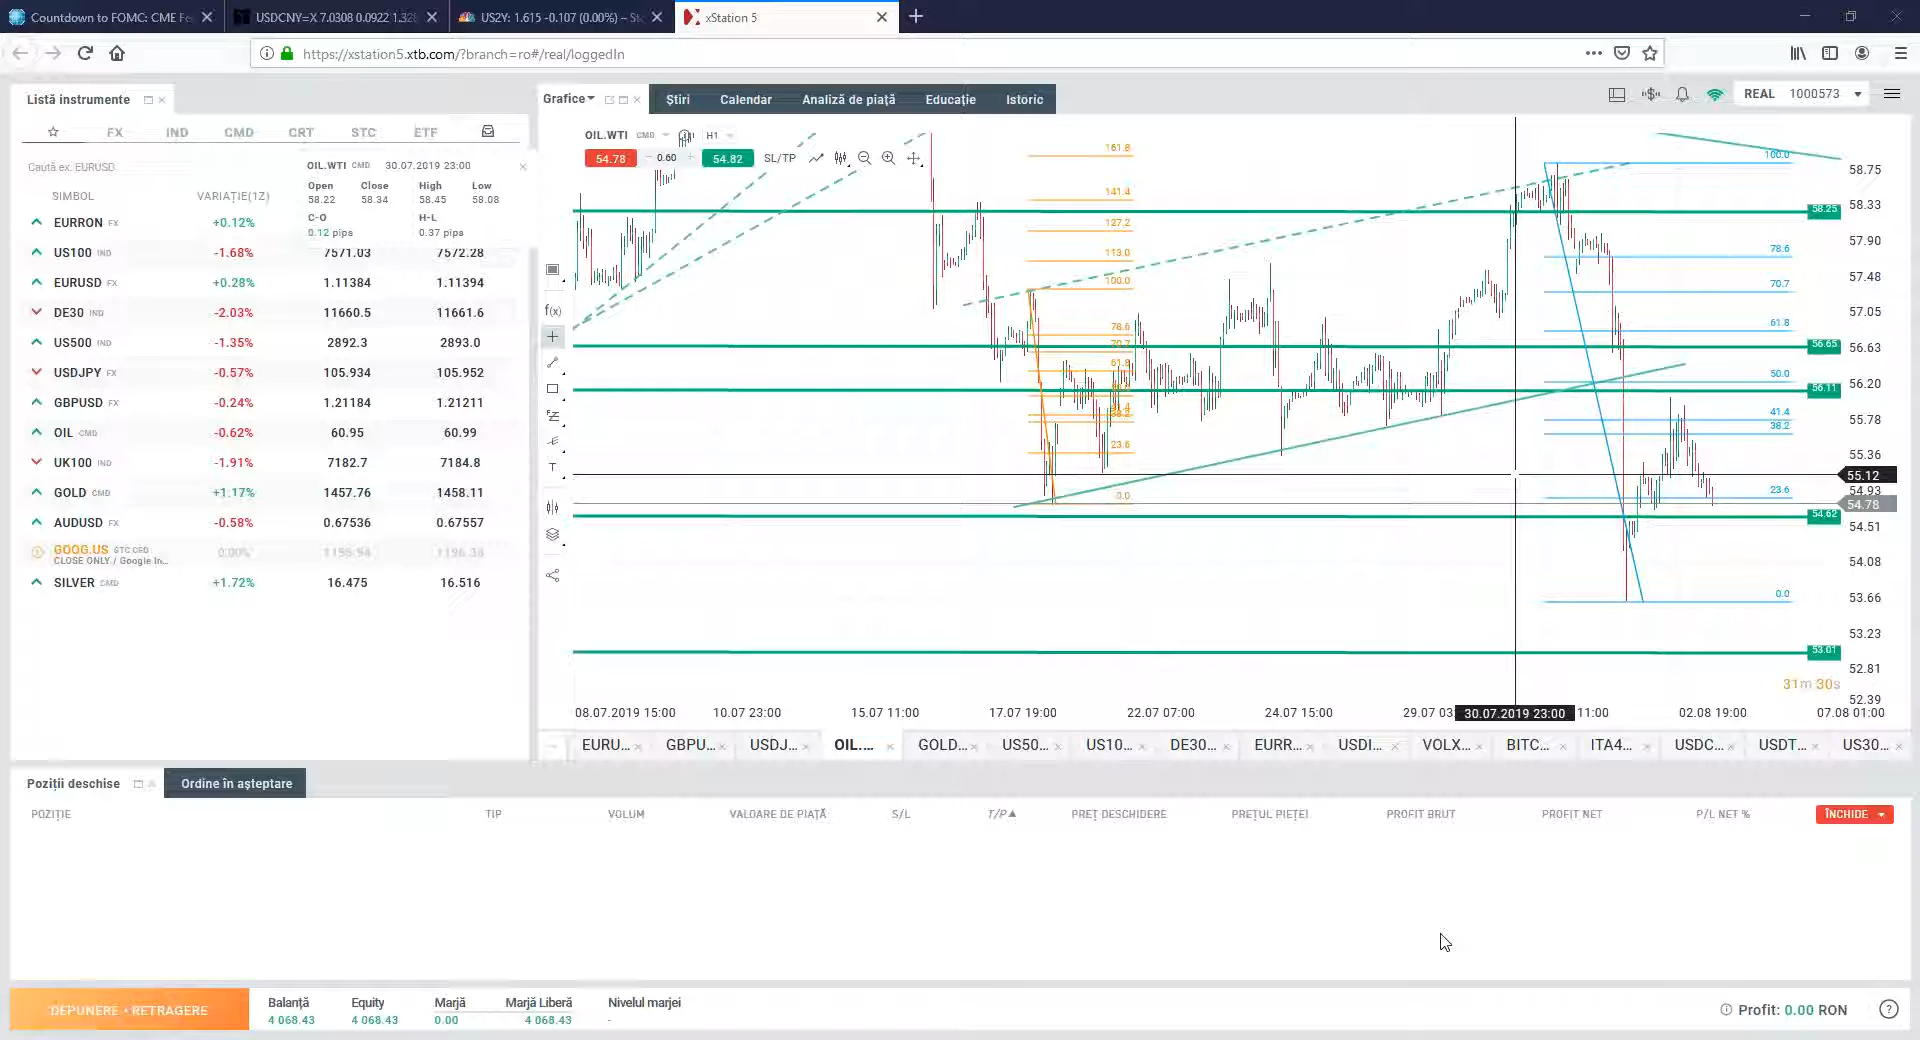 Countdown to FOMC: CME Fe
USDCNY=X 7.0308 0.0922 1.328
US2Y: 1.615 -0.107 (0.00%) – St
xStation 5
https://xstation5.xtb.com/?branch=ro#/real/loggedIn
Listă instrumente
Grafice
Știri
Calendar
Analiză de piață
Educație
Istoric
REAL 1000573
FX IND CMD CRT STC ETF
Caută ex. EURUSD
SIMBOL VARIAȚIE(1Z)
OIL.WTI CMD 30.07.2019 23:00
Open Close High Low
58.22 58.34 58.45 58.08
C-O H-L
0.12 pips 0.37 pips
EURRON FX +0.12%
US100 IND -1.68% 7571.03 7572.28
EURUSD FX +0.28% 1.11384 1.11394
DE30 IND -2.03% 11660.5 11661.6
US500 IND -1.35% 2892.3 2893.0
USDJPY FX -0.57% 105.934 105.952
GBPUSD FX -0.24% 1.21184 1.21211
OIL CMD -0.62% 60.95 60.99
UK100 IND -1.91% 7182.7 7184.8
GOLD CMD +1.17% 1457.76 1458.11
AUDUSD FX -0.58% 0.67536 0.67557
GOOG.US STC CFD 0.00% 1195.94 1196.38
CLOSE ONLY / Google In...
SILVER CMD +1.72% 16.475 16.516
OIL.WTI CMD H1
54.78 0.60 54.82 SL/TP
f(x)
T
161.8
141.4
127.2
113.0
100.0
78.6
70.7
61.8
23.6
0.0
100.0
78.6
70.7
61.8
50.0
41.4
38.2
23.6
0.0
58.75
58.33
58.25
57.90
57.48
57.05
56.63
56.65
56.20
56.11
55.78
55.36
55.12
54.93
54.78
54.62
54.51
54.08
53.66
53.23
53.01
52.81
52.39
31m 30s
08.07.2019 15:00 10.07 23:00 15.07 11:00 17.07 19:00 22.07 07:00 24.07 15:00 29.07 03: 30.07.2019 23:00 11:00 02.08 19:00 07.08 01:00
EURU... GBPU... USDJ... OIL.... GOLD... US50... US10... DE30... EURR... USDI... VOLX... BITC... ITA4... USDC... USDT... US30...
Poziții deschise
Ordine în așteptare
POZIȚIE TIP VOLUM VALOARE DE PIAȚĂ S/L T/P PREȚ DESCHIDERE PREȚUL PIEȚEI PROFIT BRUT PROFIT NET P/L NET % ÎNCHIDE
DEPUNERE • RETRAGERE
Balanță Equity Marjă Marjă Liberă Nivelul marjei
4 068.43 4 068.43 0.00 4 068.43 -
Profit: 0.00 RON